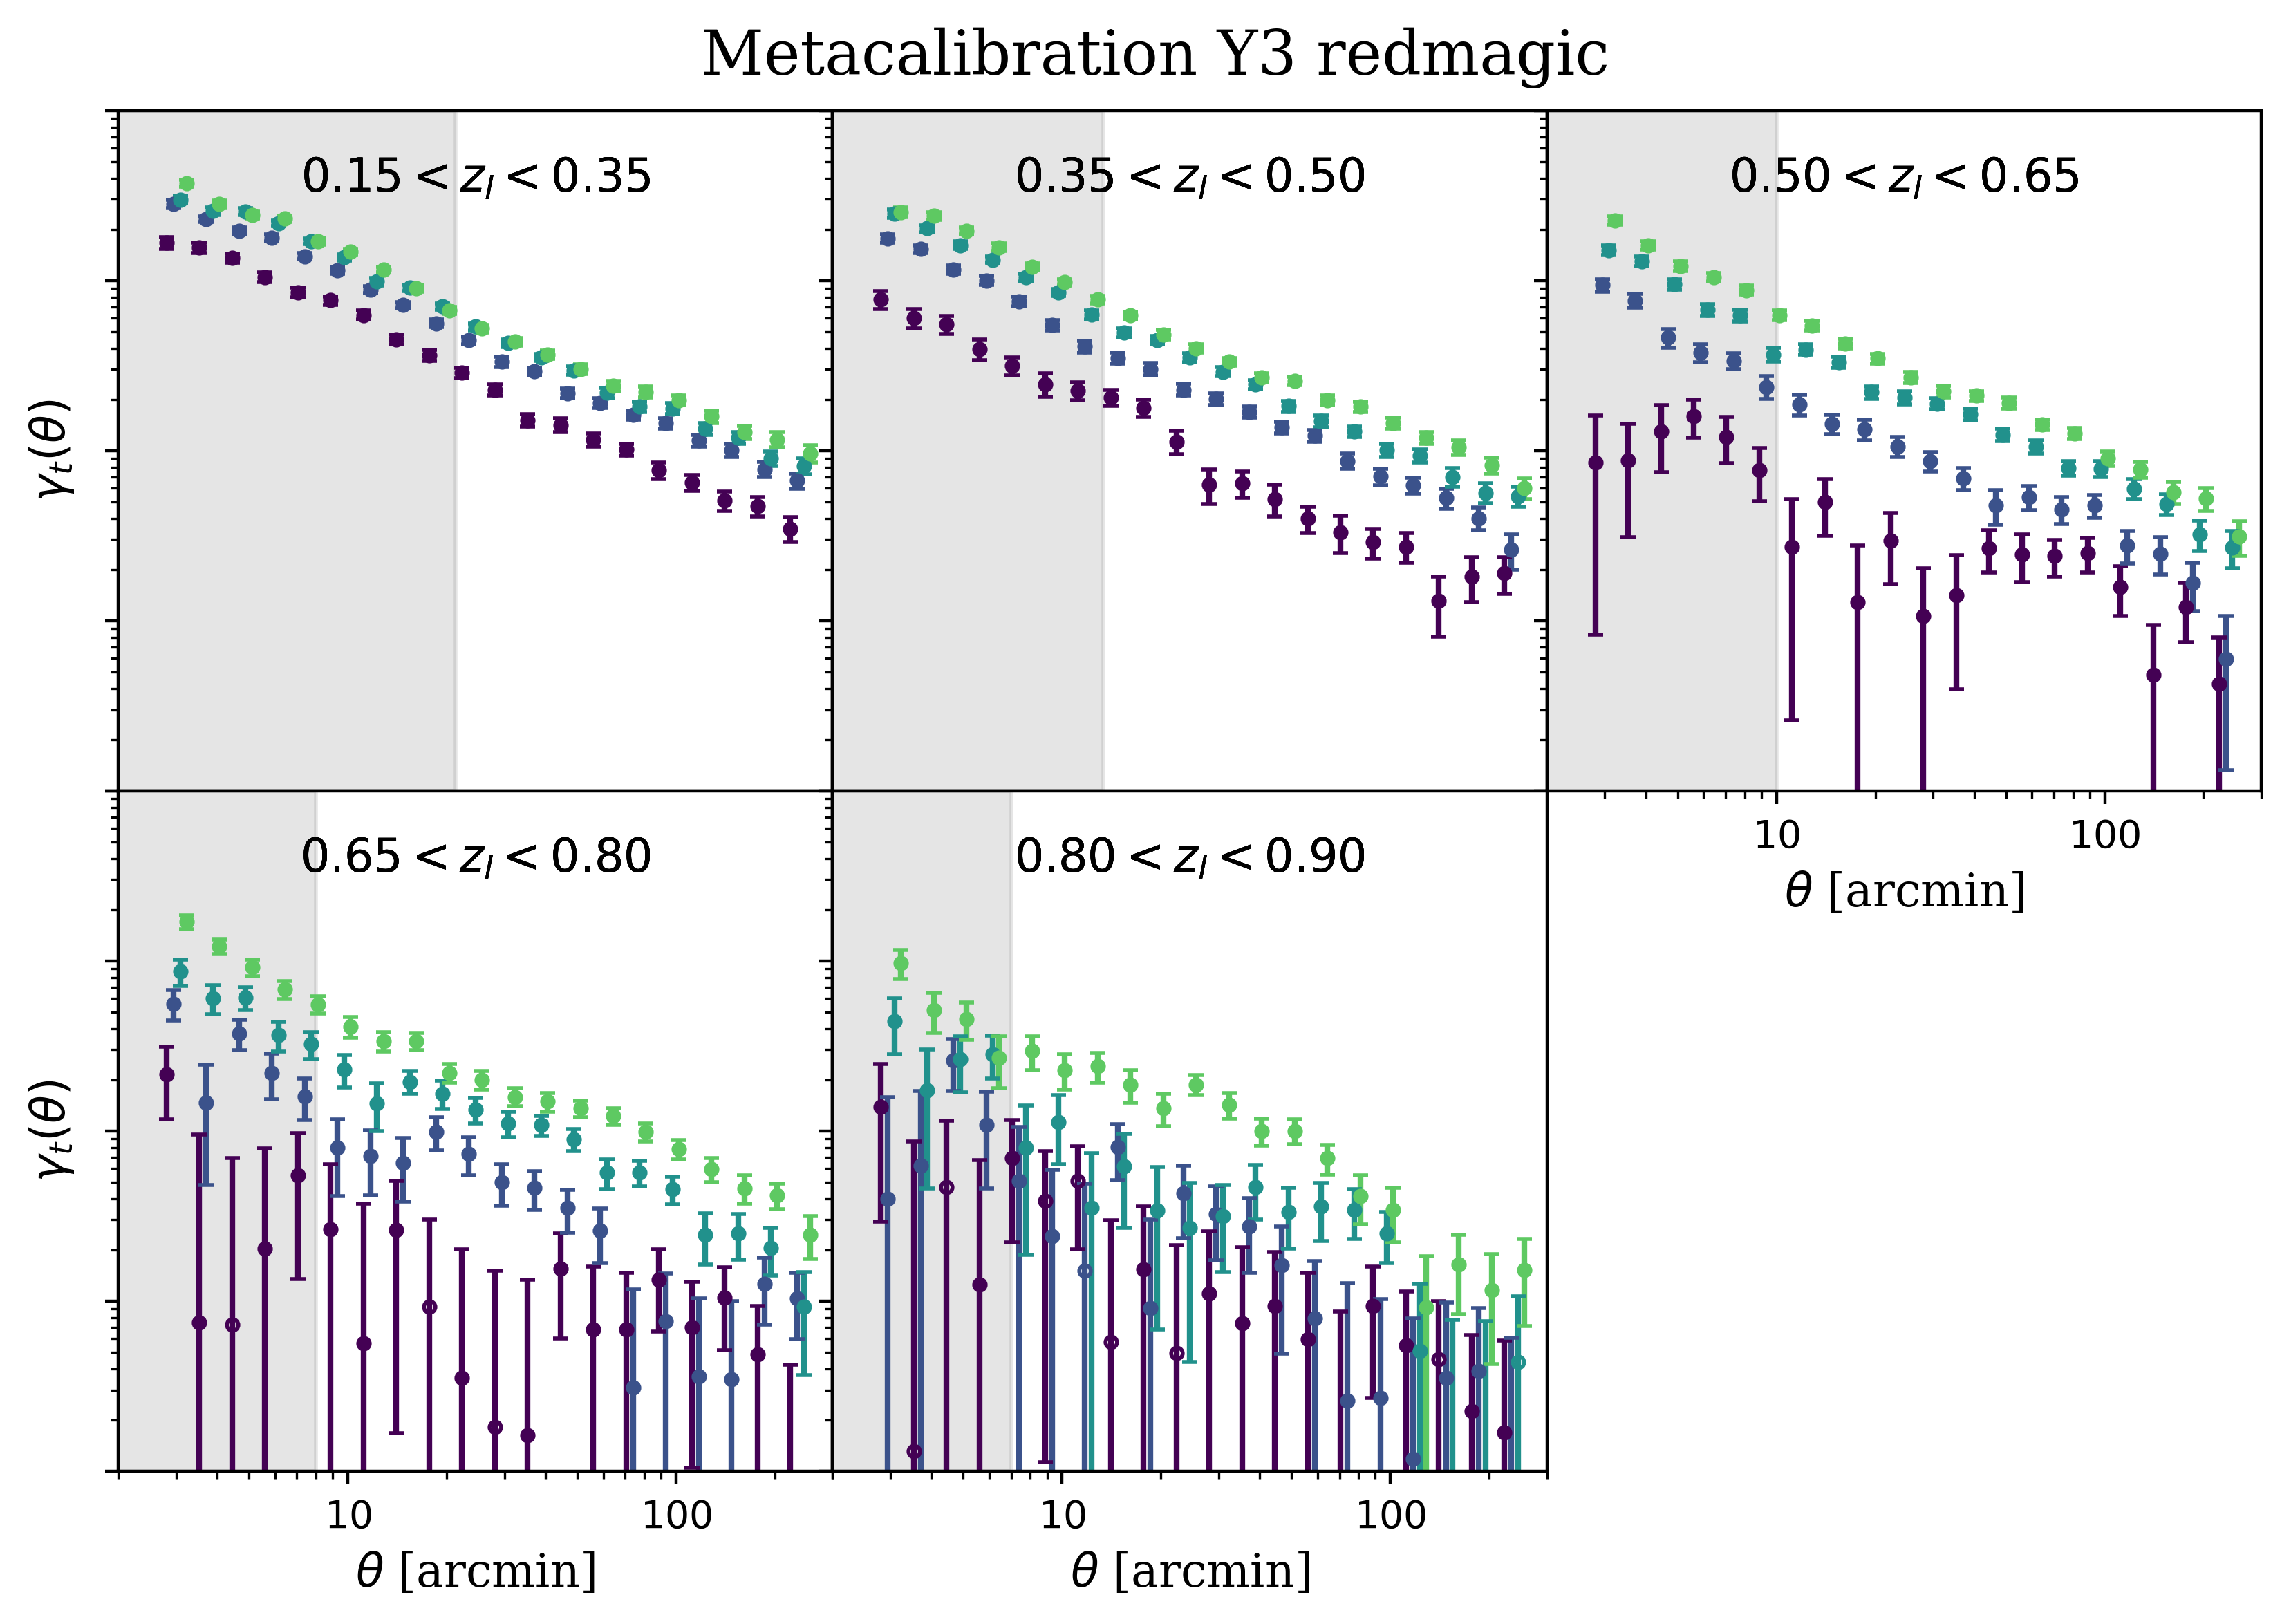 Metacalibration Y3 redmagic
0.15 < z_l < 0.35
0.35 < z_l < 0.50
0.50 < z_l < 0.65
γ_t(θ)
10 100
θ [arcmin]
0.65 < z_l < 0.80
0.80 < z_l < 0.90
γ_t(θ)
10 100
10 100
θ [arcmin]
θ [arcmin]